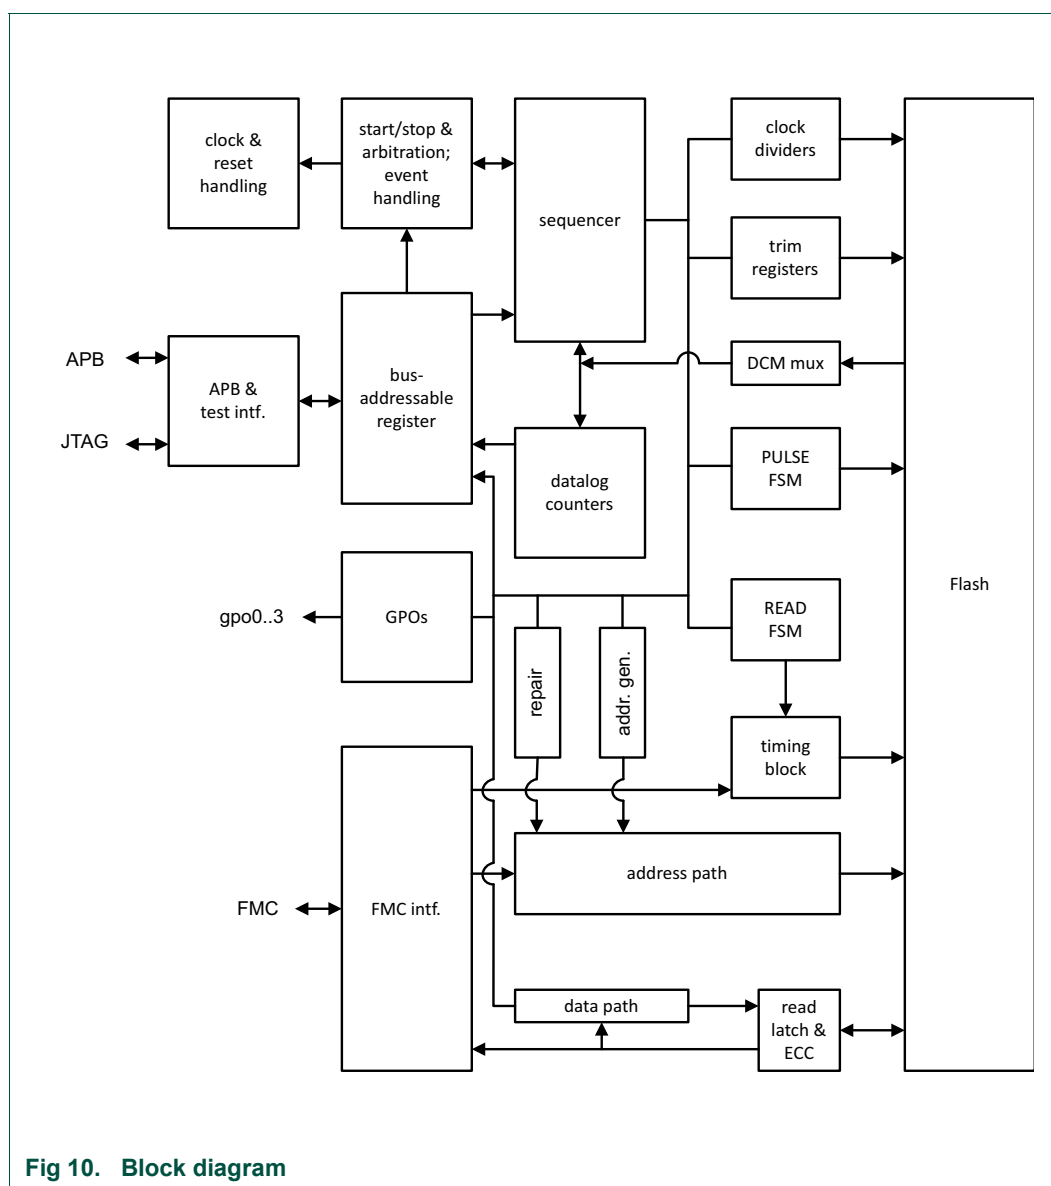 clock &
reset
handling
start/stop &
arbitration;
event
handling
sequencer
clock
dividers
trim
registers
APB
JTAG
APB &
test intf.
bus-
addressable
register
DCM mux
datalog
counters
PULSE
FSM
Flash
gpo0..3
GPOs
repair
addr. gen.
READ
FSM
timing
block
FMC
FMC intf.
address path
data path
read
latch &
ECC
Fig 10. Block diagram